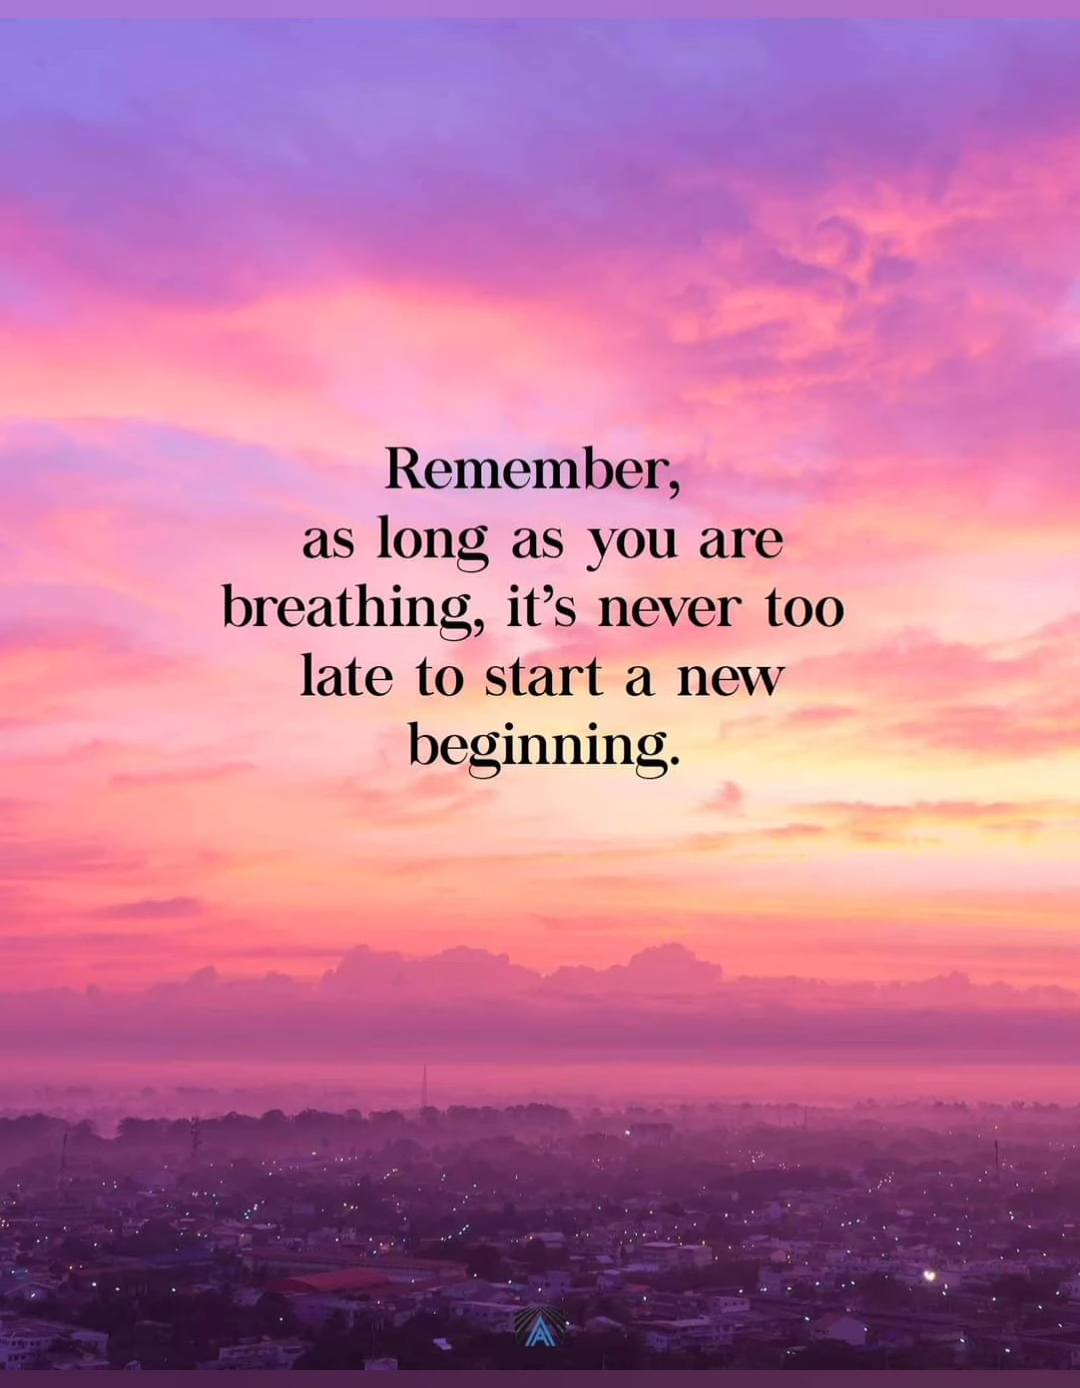 Remember,
as long as you are
breathing, it’s never too
late to start a new
beginning.